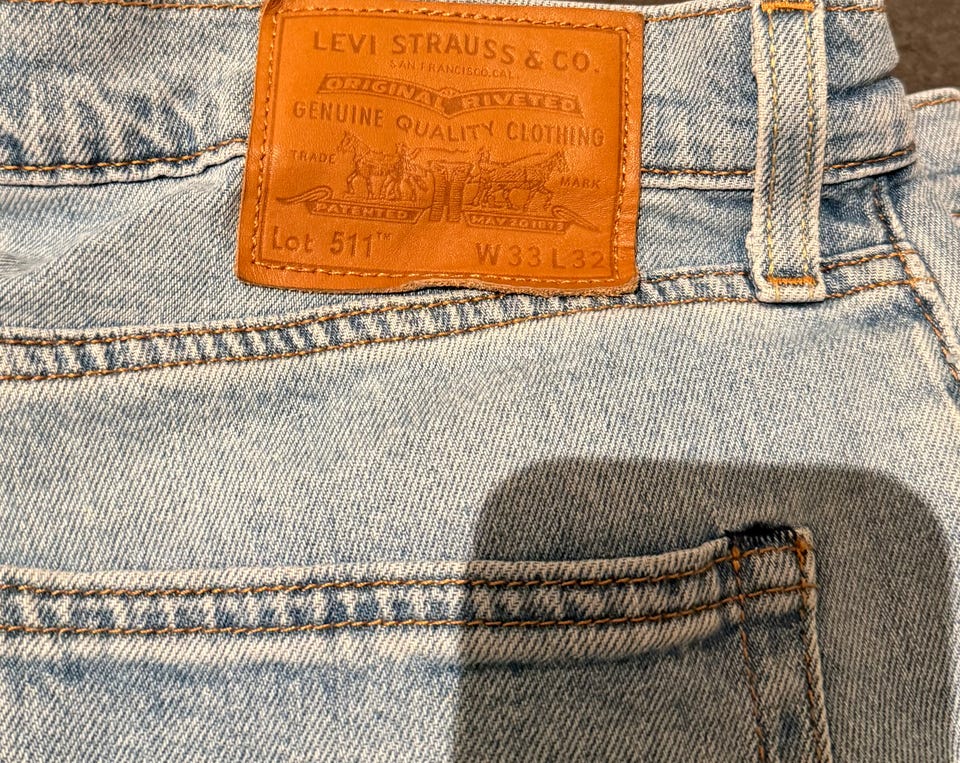 LEVI STRAUSS & CO.
SAN FRANCISCO, CAL.
ORIGINAL RIVETED
GENUINE QUALITY CLOTHING
TRADE MARK
PATENTED MAY 20 1873
Lot 511™ W 33 L 32